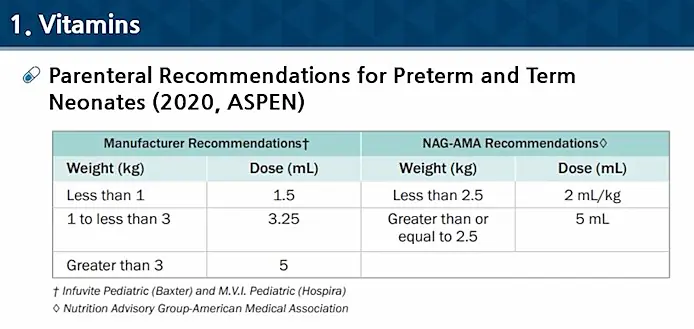 1. Vitamins
Parenteral Recommendations for Preterm and Term
Neonates (2020, ASPEN)
Manufacturer Recommendations† NAG-AMA Recommendations◊
Weight (kg) Dose (mL) Weight (kg) Dose (mL)
Less than 1 1.5 Less than 2.5 2 mL/kg
1 to less than 3 3.25 Greater than or 5 mL
equal to 2.5
Greater than 3 5
† Infuvite Pediatric (Baxter) and M.V.I. Pediatric (Hospira)
◊ Nutrition Advisory Group-American Medical Association